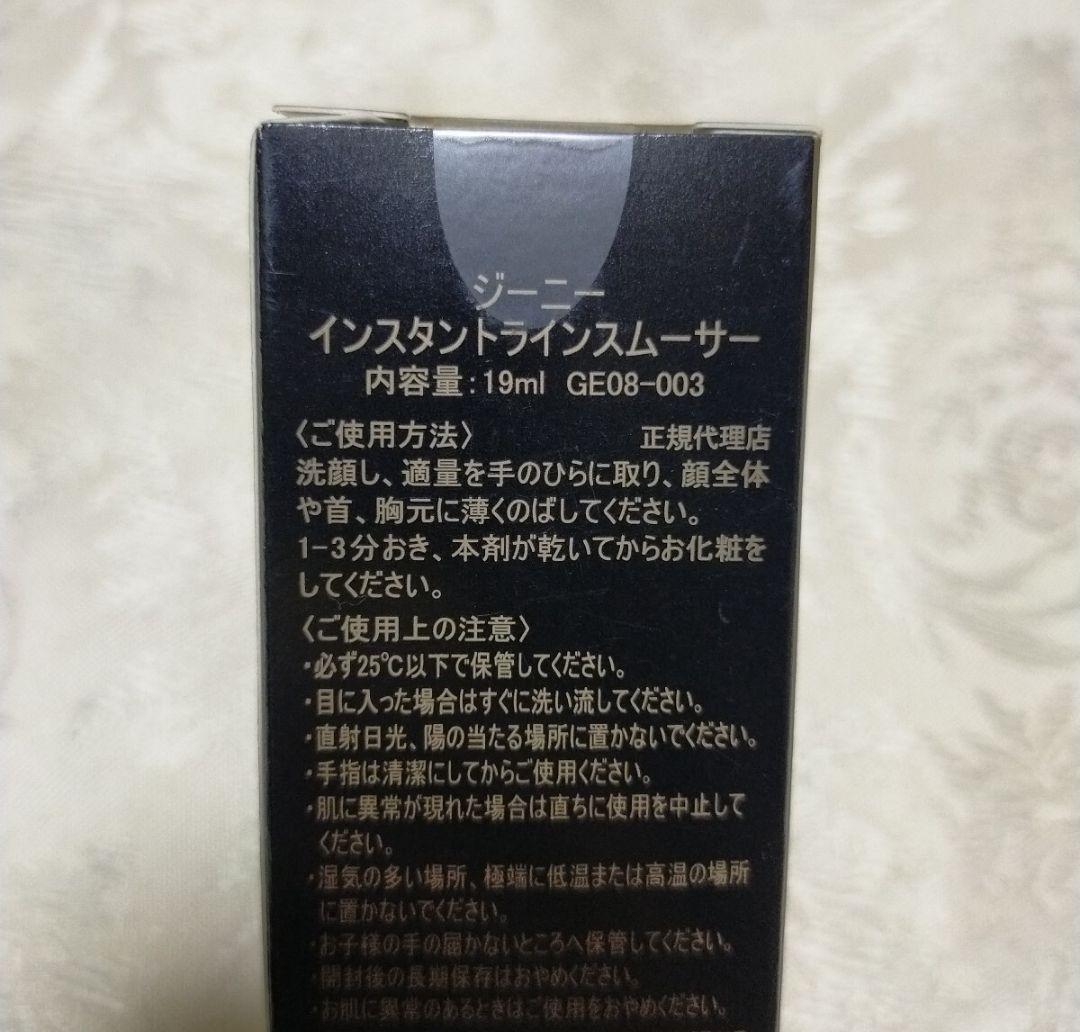 ジーニー
インスタントラインスムーサー
内容量:19ml GE08-003
〈ご使用方法〉 正規代理店
洗顔し、適量を手のひらに取り、顔全体
や首、胸元に薄くのばしてください。
1-3分おき、本剤が乾いてからお化粧を
してください。
〈ご使用上の注意〉
・必ず25℃以下で保管してください。
・目に入った場合はすぐに洗い流してください。
・直射日光、陽の当たる場所に置かないでください。
・手指は清潔にしてからご使用ください。
・肌に異常が現れた場合は直ちに使用を中止して
ください。
・湿気の多い場所、極端に低温または高温の場所
に置かないでください。
・お子様の手の届かないところへ保管してください。
・開封後の長期保存はおやめください。
・お肌に異常のあるときはご使用をおやめください。